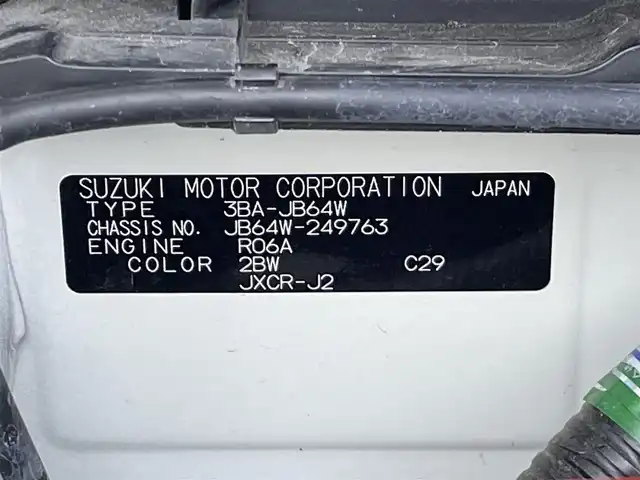 SUZUKI MOTOR CORPORATION JAPAN
TYPE 3BA-JB64W
CHASSIS NO. JB64W-249763
ENGINE R06A
COLOR 2BW C29
JXCR-J2